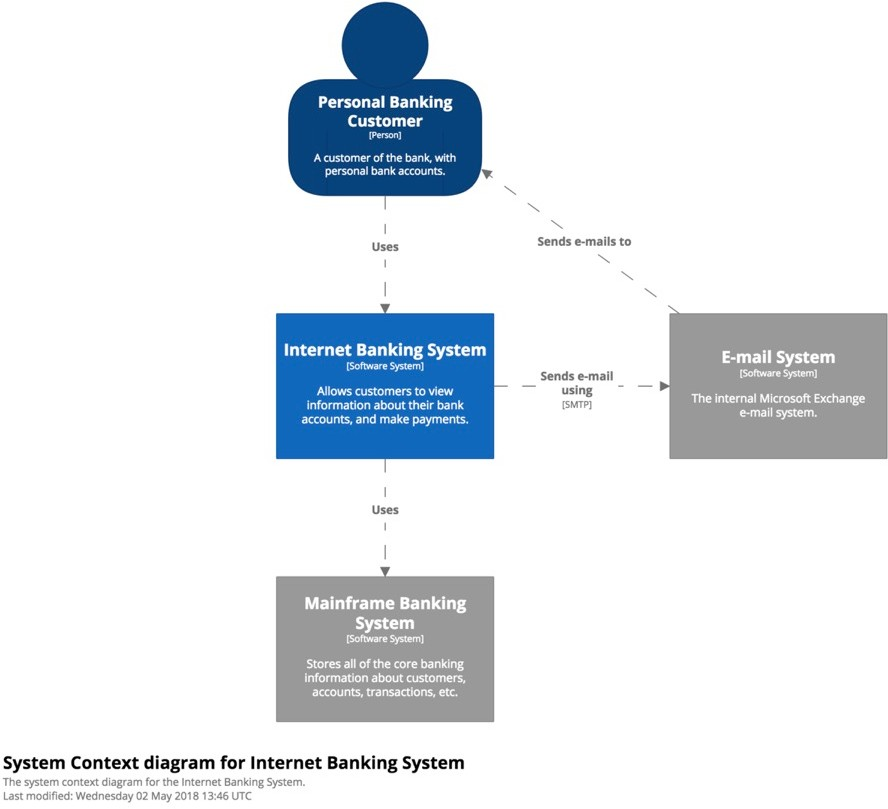 Personal Banking
Customer
[Person]
A customer of the bank, with
personal bank accounts.
Uses
Sends e-mails to
Internet Banking System
[Software System]
Allows customers to view
information about their bank
accounts, and make payments.
Sends e-mail
using
[SMTP]
E-mail System
[Software System]
The internal Microsoft Exchange
e-mail system.
Uses
Mainframe Banking
System
[Software System]
Stores all of the core banking
information about customers,
accounts, transactions, etc.
System Context diagram for Internet Banking System
The system context diagram for the Internet Banking System.
Last modified: Wednesday 02 May 2018 13:46 UTC